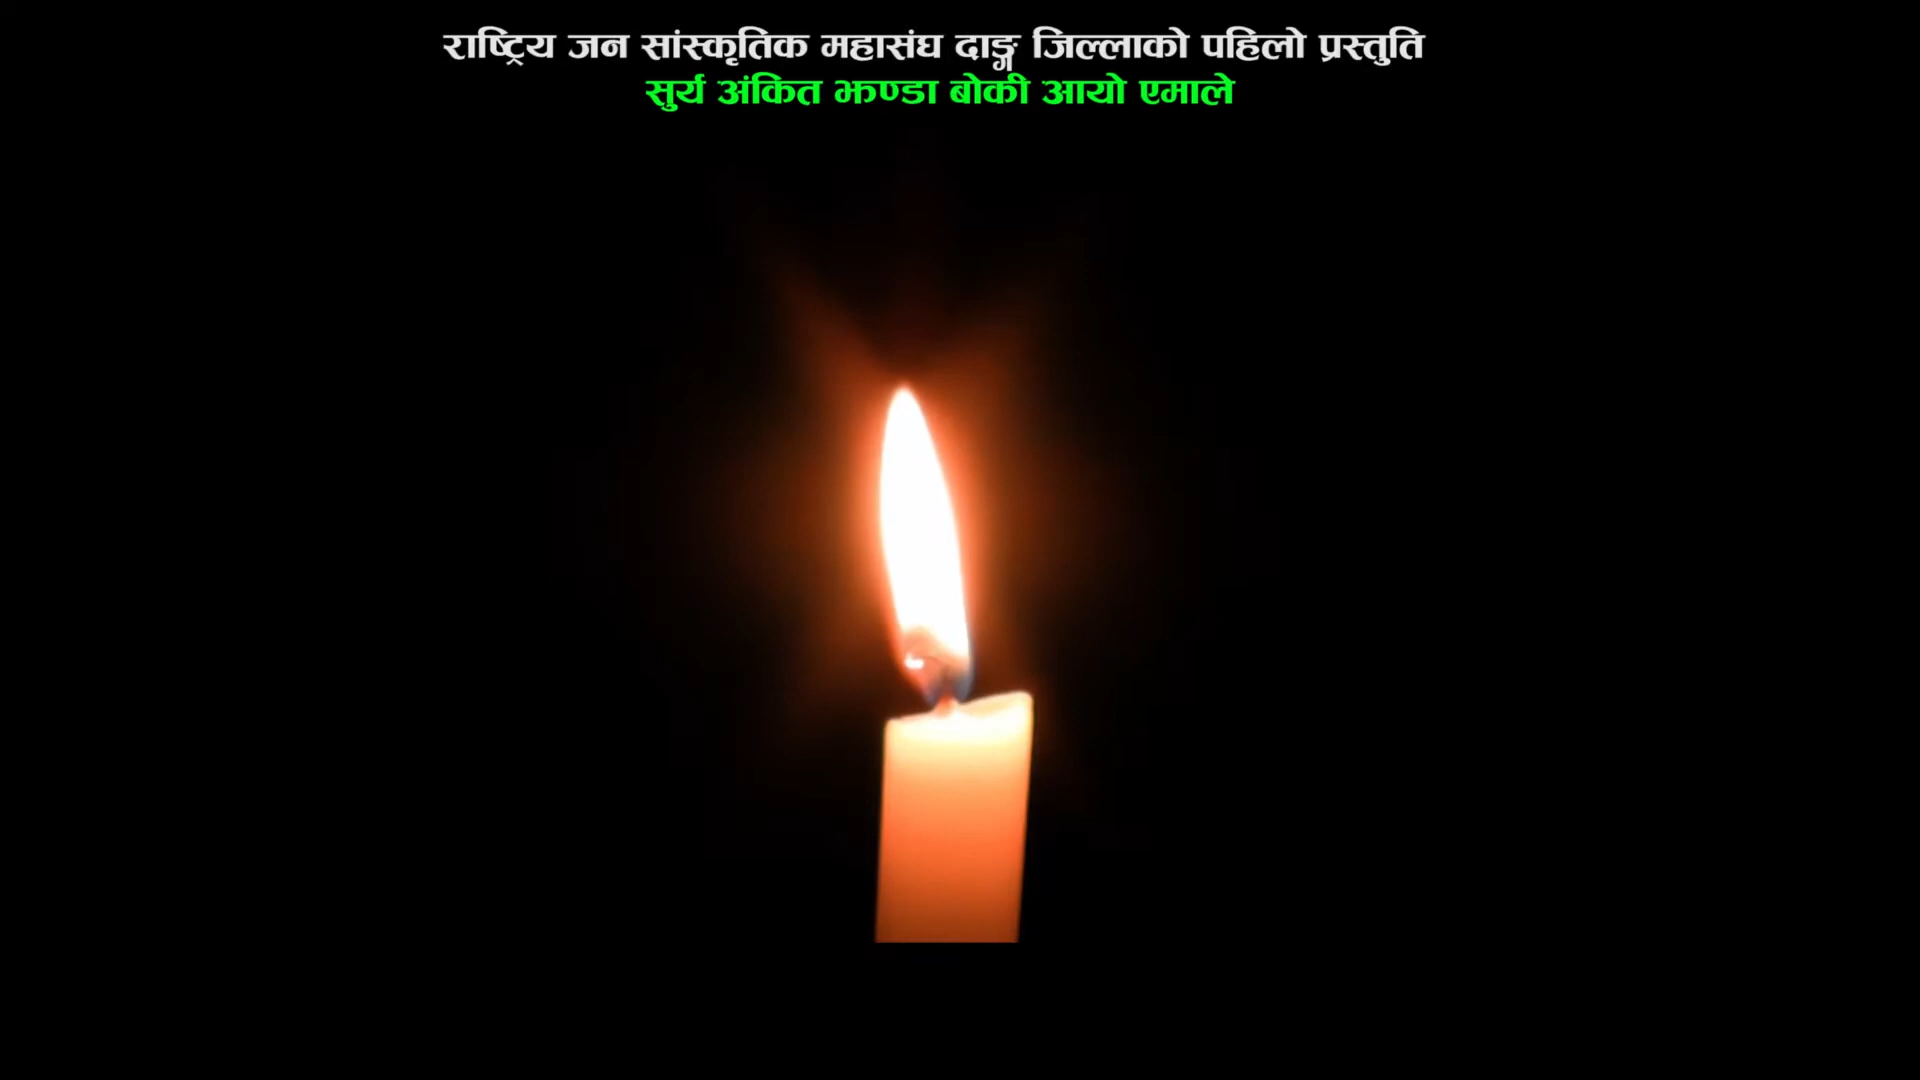 राष्ट्रिय जन सांस्कृतिक महासंघ दाङ्ग जिल्लाको पहिलो प्रस्तुति
सुर्य अंकित झण्डा बोकी आयो एमाले